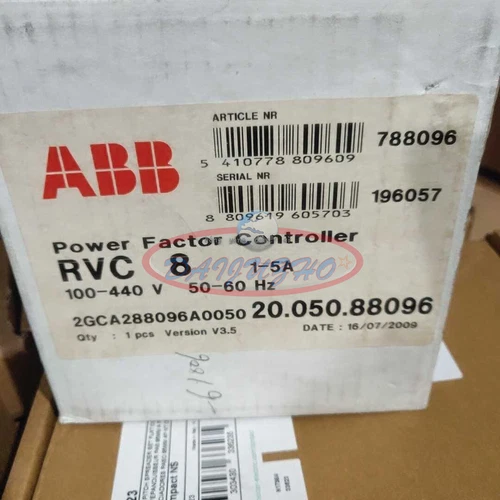 ARTICLE NR
788096
5 410778 809609
ABB
SERIAL NR
196057
8 809619 605703
Power Factor Controller
RVC 8 1-5A
100-440 V 50-60 Hz
2GCA288096A0050 20.050.88096
Qty : 1 pcs Version V3.5 DATE : 16/07/2009
DAIJINGHO
61806